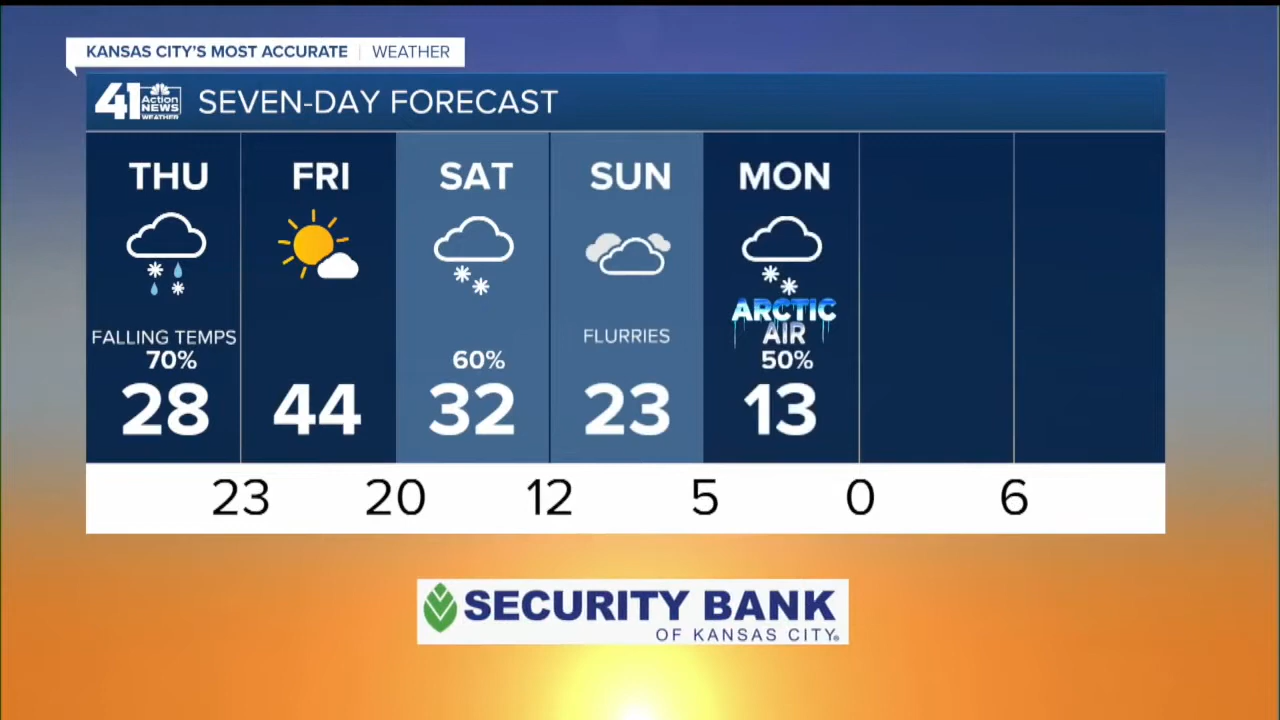 KANSAS CITY'S MOST ACCURATE | WEATHER
41 Action NEWS WEATHER SEVEN-DAY FORECAST
THU FRI SAT SUN MON
FALLING TEMPS FLURRIES ARCTIC AIR
70% 60% 50%
28 44 32 23 13
23 20 12 5 0 6
SECURITY BANK
OF KANSAS CITY®